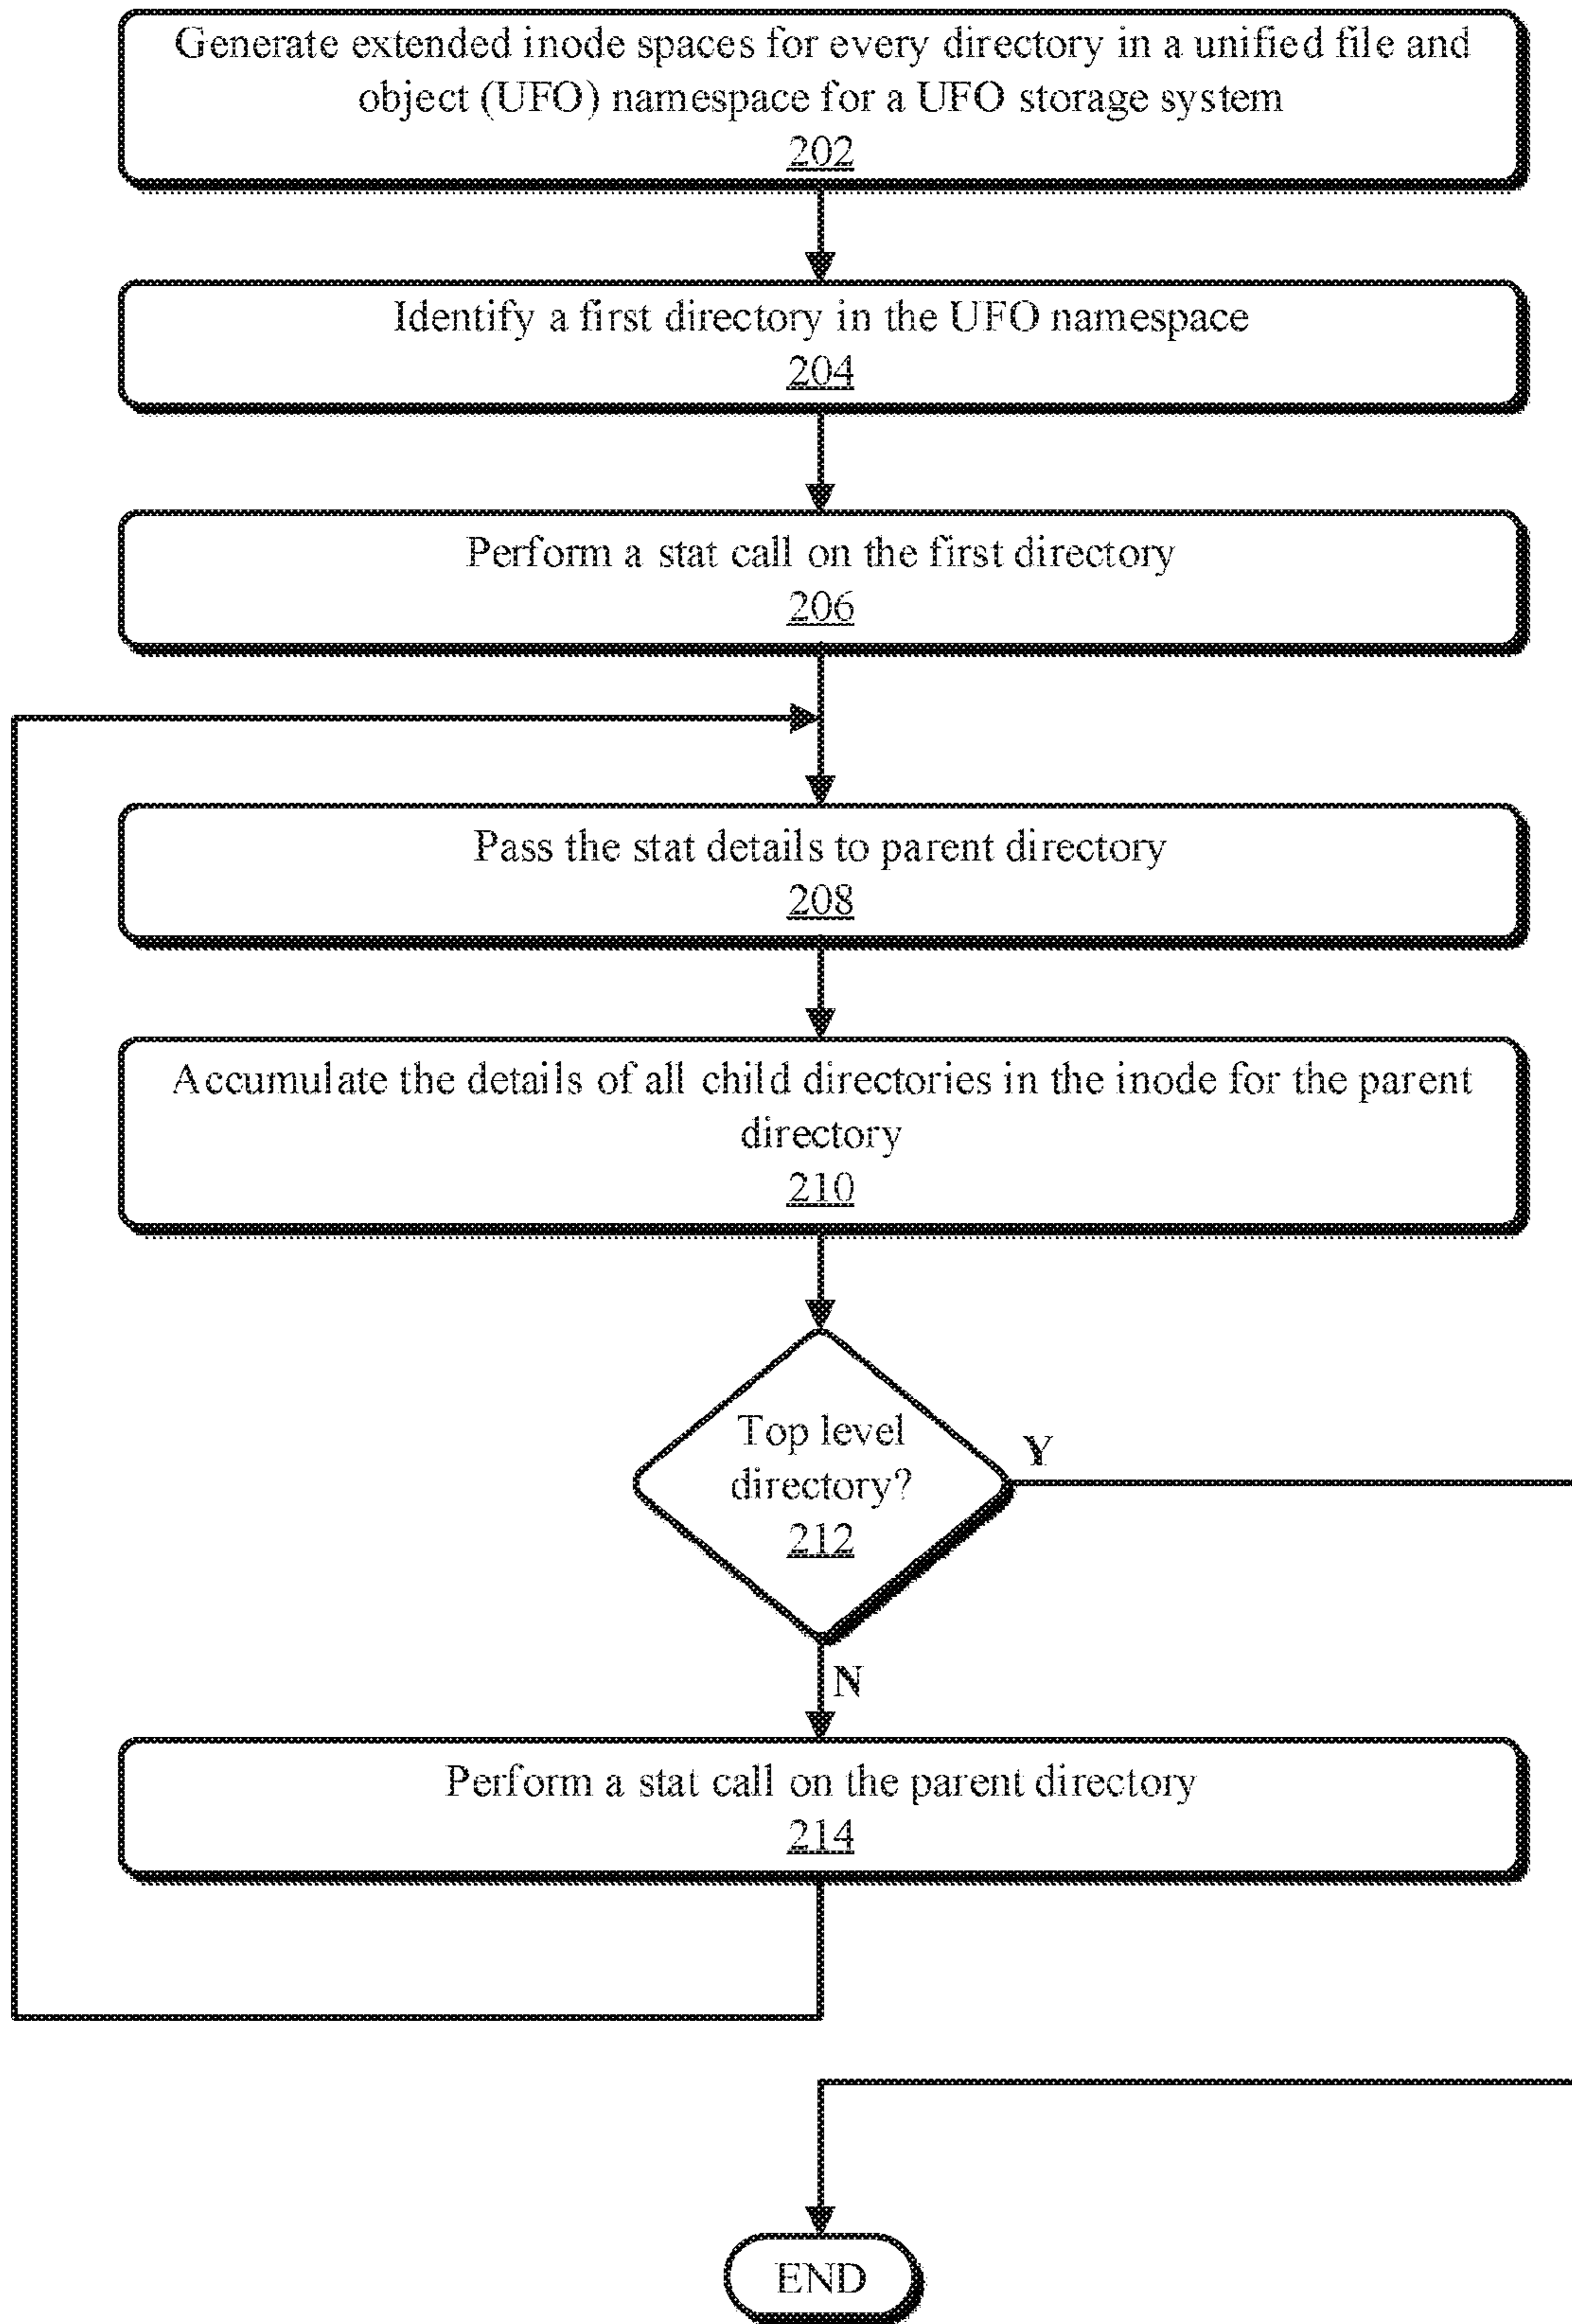 Generate extended inode spaces for every directory in a unified file and
object (UFO) namespace for a UFO storage system
202
Identify a first directory in the UFO namespace
204
Perform a stat call on the first directory
206
Pass the stat details to parent directory
208
Accumulate the details of all child directories in the inode for the parent
directory
210
Top level
directory?
212
Y
N
Perform a stat call on the parent directory
214
END